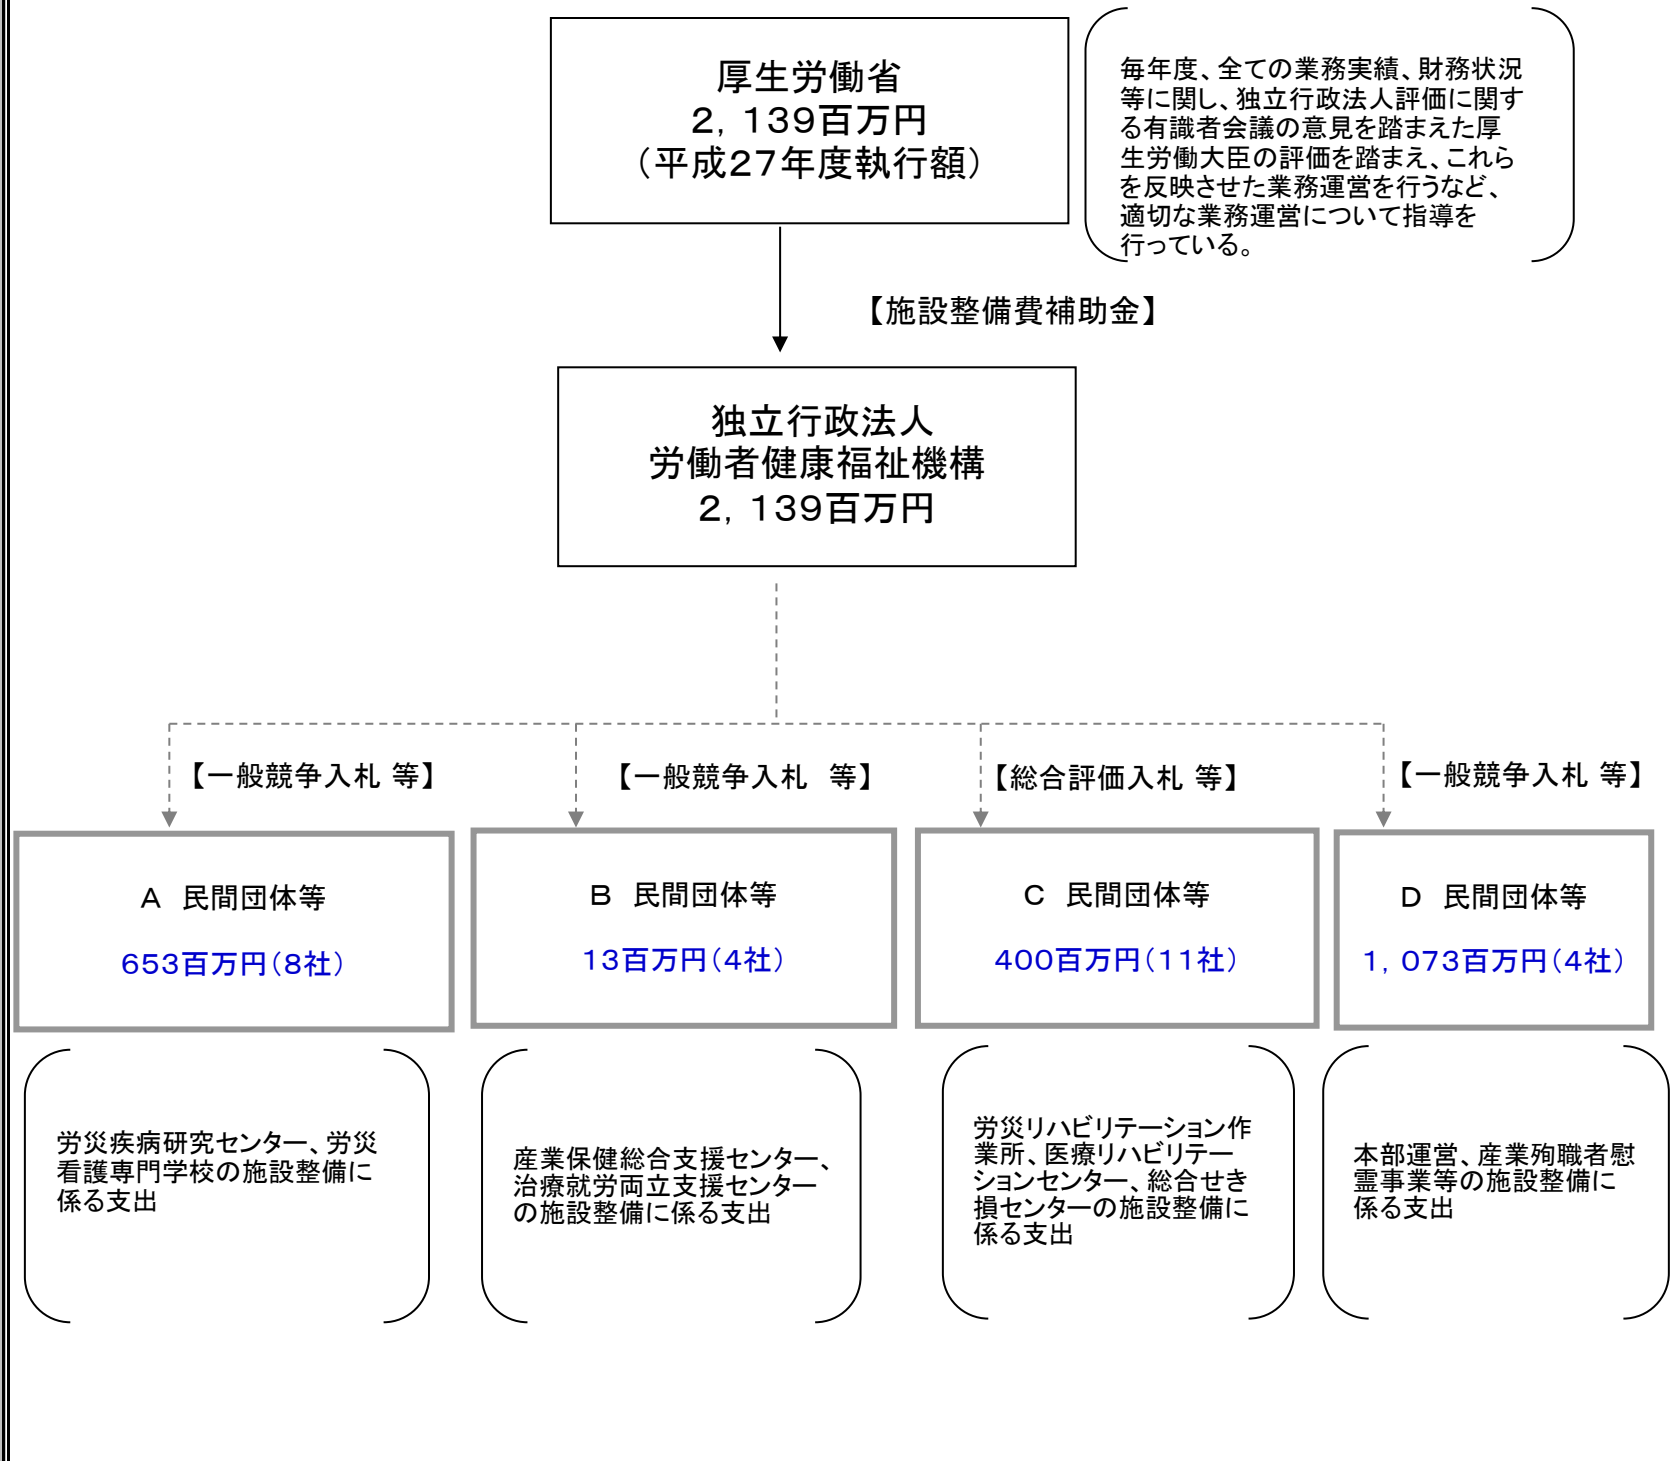 厚生労働省
2，139百万円
（平成27年度執行額）
毎年度、全ての業務実績、財務状況
等に関し、独立行政法人評価に関す
る有識者会議の意見を踏まえた厚
生労働大臣の評価を踏まえ、これら
を反映させた業務運営を行うなど、
適切な業務運営について指導を
行っている。
【施設整備費補助金】
独立行政法人
労働者健康福祉機構
2，139百万円
【一般競争入札 等】
【一般競争入札　等】
【総合評価入札 等】
【一般競争入札 等】
A　民間団体等
653百万円（8社）
B　民間団体等
13百万円（4社）
C　民間団体等
400百万円（11社）
D　民間団体等
1，073百万円（4社）
労災疾病研究センター、労災
看護専門学校の施設整備に
係る支出
産業保健総合支援センター、
治療就労両立支援センター
の施設整備に係る支出
労災リハビリテーション作
業所、医療リハビリテー
ションセンター、総合せき
損センターの施設整備に
係る支出
本部運営、産業殉職者慰
霊事業等の施設整備に
係る支出